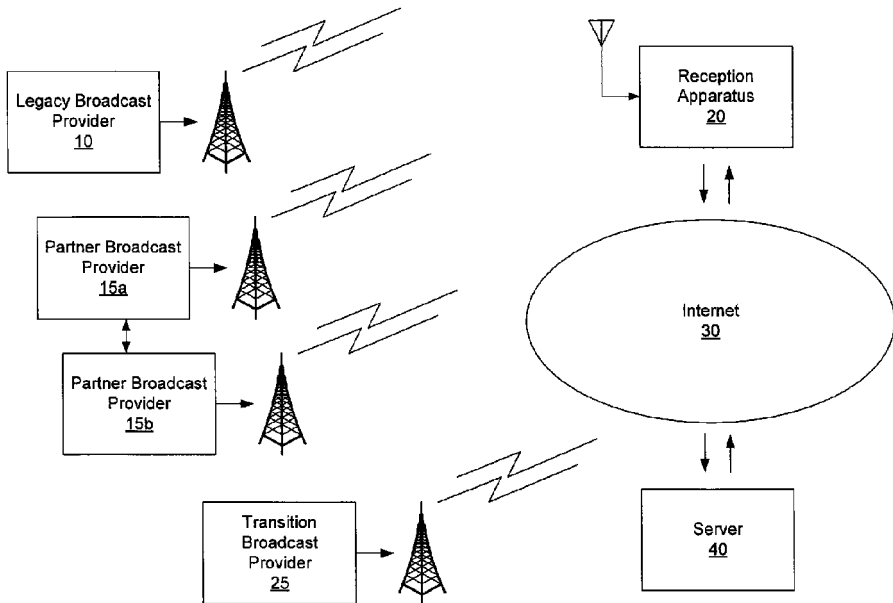 Legacy Broadcast
Provider
10
Reception
Apparatus
20
Partner Broadcast
Provider
15a
Internet
30
Partner Broadcast
Provider
15b
Transition
Broadcast
Provider
25
Server
40